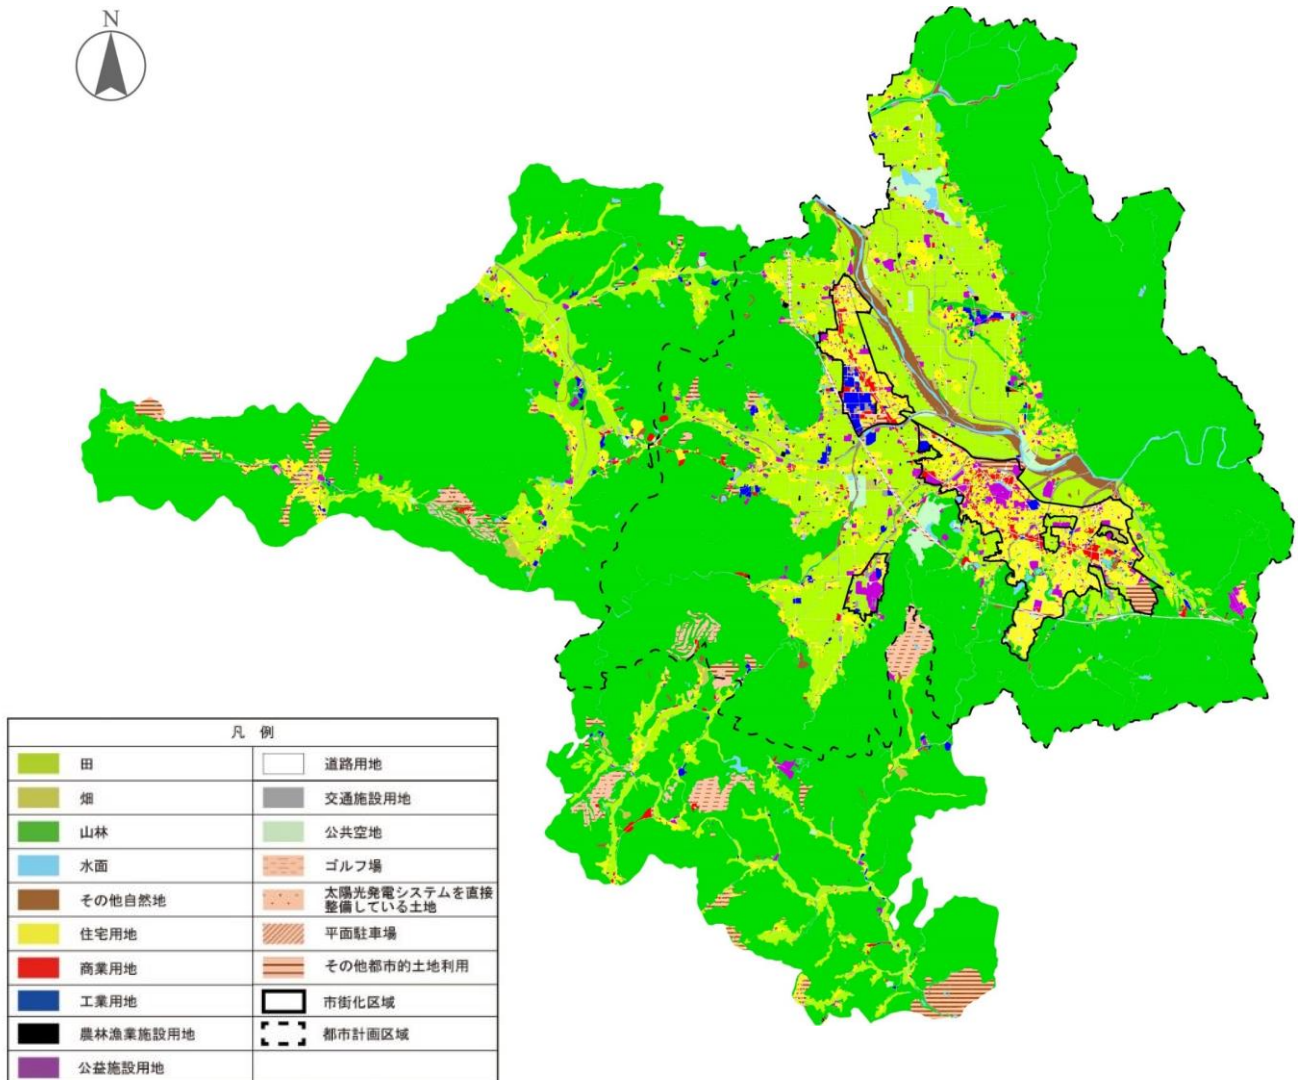 N
凡 例
田
道路用地
畑
交通施設用地
山林
公共空地
水面
ゴルフ場
その他自然地
太陽光発電システムを直接
整備している土地
住宅用地
平面駐車場
商業用地
その他都市的土地利用
工業用地
市街化区域
農林漁業施設用地
都市計画区域
公益施設用地